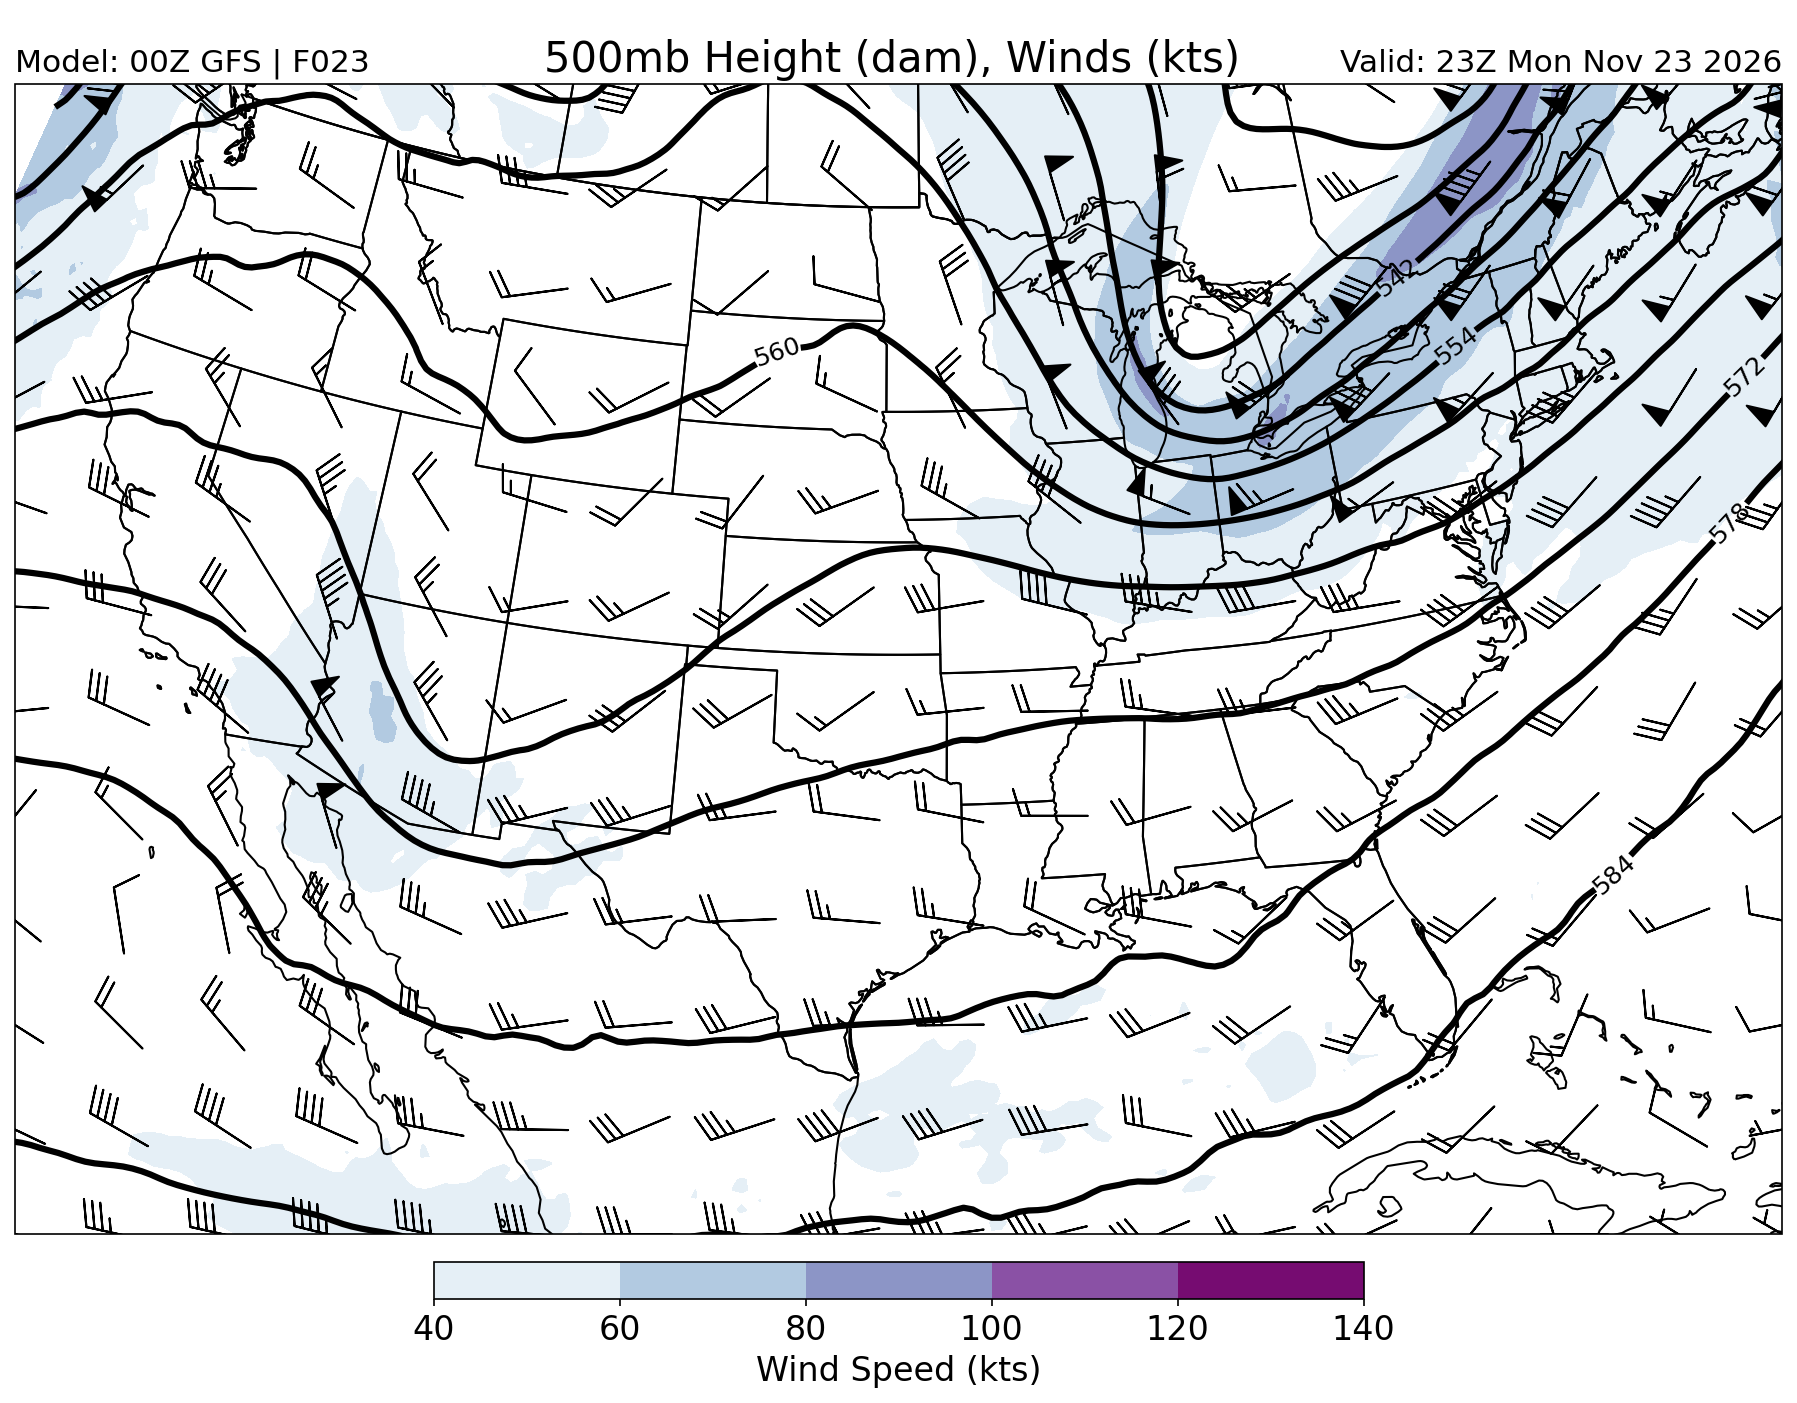 500mb Height (dam), Winds (kts)
Model: 00Z GFS | F023
Valid: 23Z Mon Nov 23 2026
542
554
560
572
578
584
40 60 80 100 120 140
Wind Speed (kts)